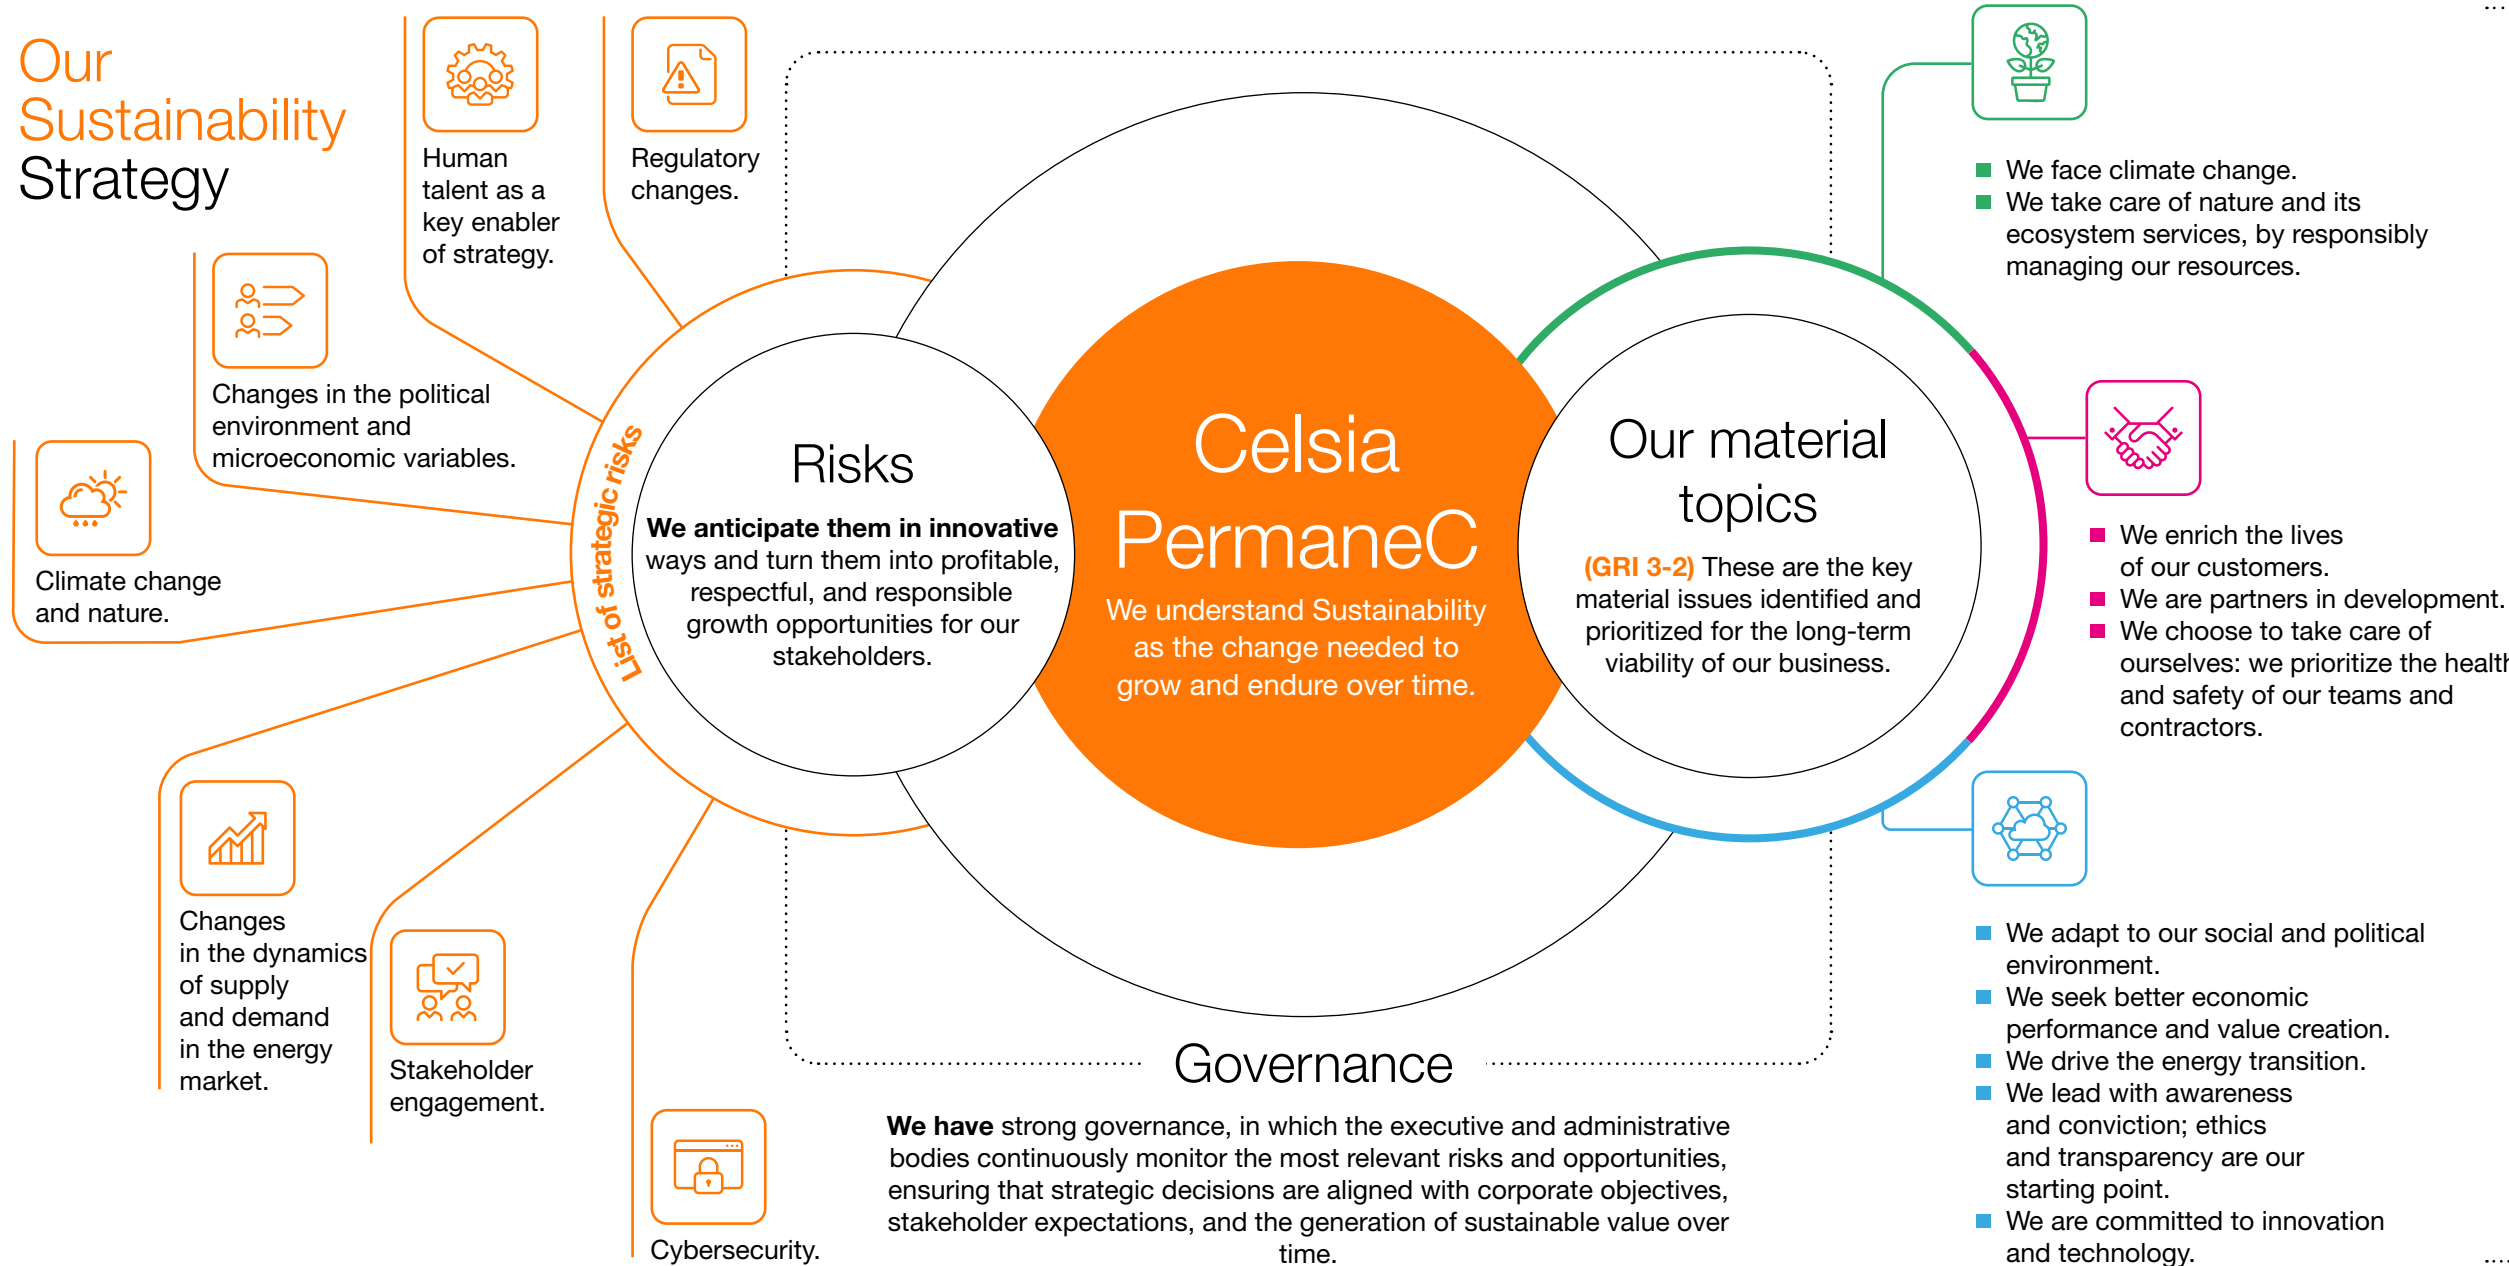 Our
Sustainability
Strategy
Human
talent as a
key enabler
of strategy.
Regulatory
changes.
Changes in the political
environment and
microeconomic variables.
Climate change
and nature.
Changes
in the dynamics
of supply
and demand
in the energy
market.
Stakeholder
engagement.
Cybersecurity.
List of strategic risks
Risks
We anticipate them in innovative
ways and turn them into profitable,
respectful, and responsible
growth opportunities for our
stakeholders.
Celsia
PermaneC
We understand Sustainability
as the change needed to
grow and endure over time.
Our material
topics
(GRI 3-2) These are the key
material issues identified and
prioritized for the long-term
viability of our business.
We face climate change.
We take care of nature and its
ecosystem services, by responsibly
managing our resources.
We enrich the lives
of our customers.
We are partners in development.
We choose to take care of
ourselves: we prioritize the health
and safety of our teams and
contractors.
We adapt to our social and political
environment.
We seek better economic
performance and value creation.
We drive the energy transition.
We lead with awareness
and conviction; ethics
and transparency are our
starting point.
We are committed to innovation
and technology.
Governance
We have strong governance, in which the executive and administrative
bodies continuously monitor the most relevant risks and opportunities,
ensuring that strategic decisions are aligned with corporate objectives,
stakeholder expectations, and the generation of sustainable value over
time.